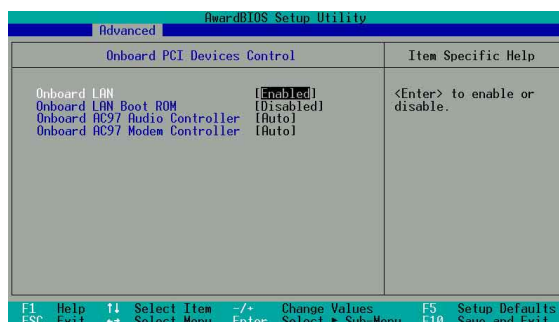 AwardBIOS Setup Utility
Advanced
Onboard PCI Devices Control
Item Specific Help
Onboard LAN [Enabled]
Onboard LAN Boot ROM [Disabled]
Onboard AC97 Audio Controller [Auto]
Onboard AC97 Modem Controller [Auto]
<Enter> to enable or
disable.
F1 Help ↑↓ Select Item -/+ Change Values F5 Setup Defaults
ESC Exit ←→ Select Menu Enter Select ► Sub-Menu F10 Save and Exit